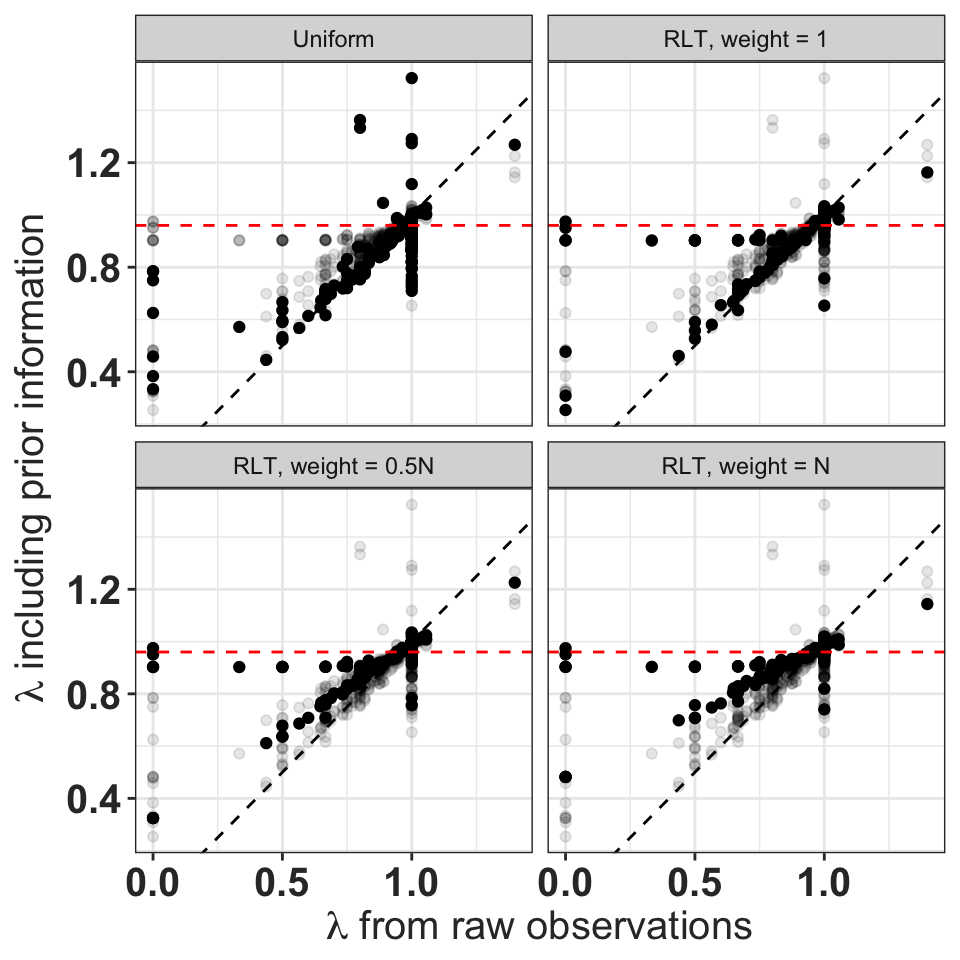 Uniform
RLT, weight = 1
1.2
0.8
0.4
RLT, weight = 0.5N
RLT, weight = N
1.2
0.8
0.4
0.0 0.5 1.0 0.0 0.5 1.0
λ from raw observations
λ including prior information